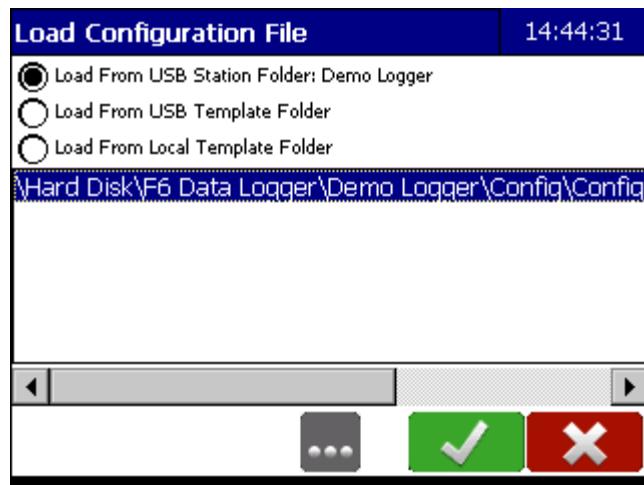 Load Configuration File
14:44:31
Load From USB Station Folder: Demo Logger
Load From USB Template Folder
Load From Local Template Folder
\Hard Disk\F6 Data Logger\Demo Logger\Config\Config